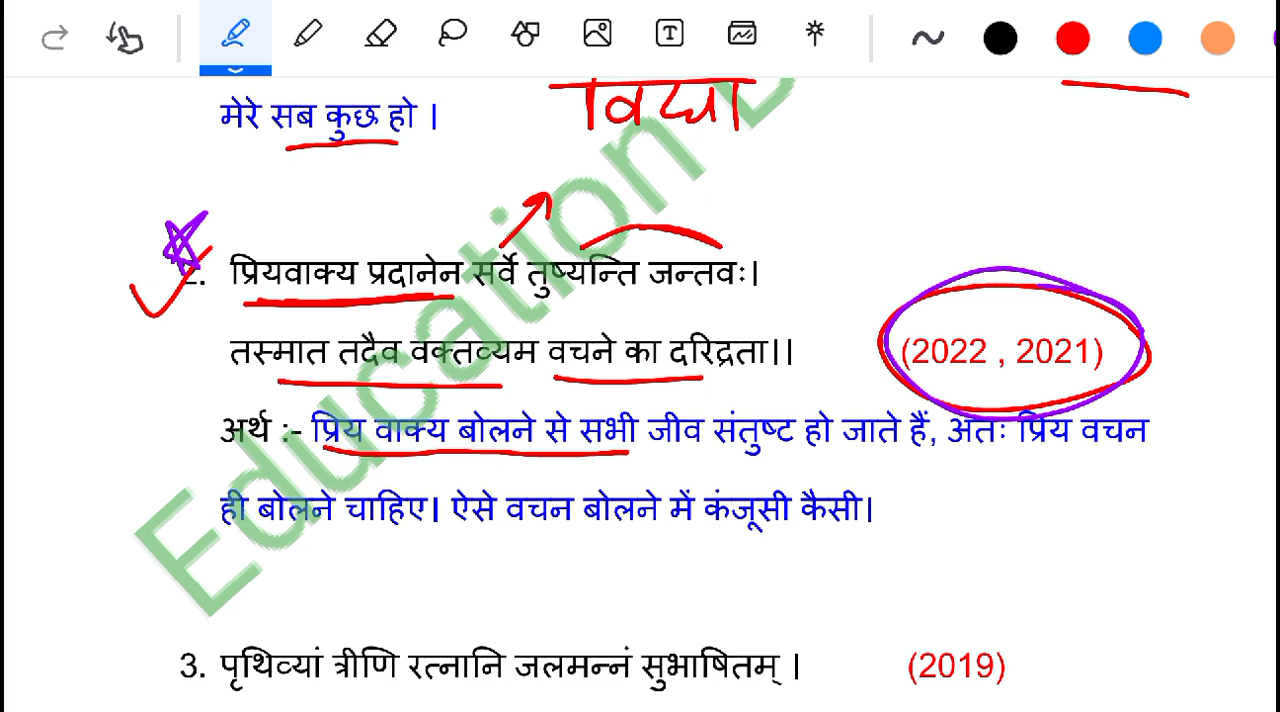 मेरे सब कुछ हो ।
विद्या
2. प्रियवाक्य प्रदानेन सर्वे तुष्यन्ति जन्तवः।
तस्मात तदैव वक्तव्यम वचने का दरिद्रता।। (2022 , 2021)
अर्थ :- प्रिय वाक्य बोलने से सभी जीव संतुष्ट हो जाते हैं, अतः प्रिय वचन
ही बोलने चाहिए। ऐसे वचन बोलने में कंजूसी कैसी।
3. पृथिव्यां त्रीणि रत्नानि जलमन्नं सुभाषितम् । (2019)
Education